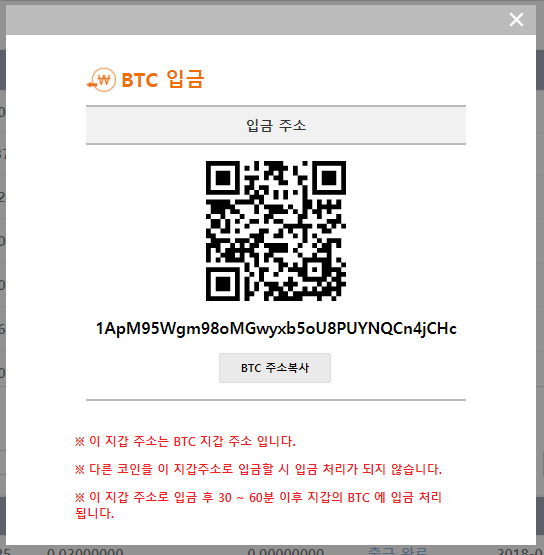 BTC 입금
입금 주소
1ApM95Wgm98oMGwyxb5oU8PUYNQCn4jCHc
BTC 주소복사
※ 이 지갑 주소는 BTC 지갑 주소 입니다.
※ 다른 코인을 이 지갑주소로 입금할 시 입금 처리가 되지 않습니다.
※ 이 지갑 주소로 입금 후 30 ~ 60분 이후 지갑의 BTC 에 입금 처리
됩니다.